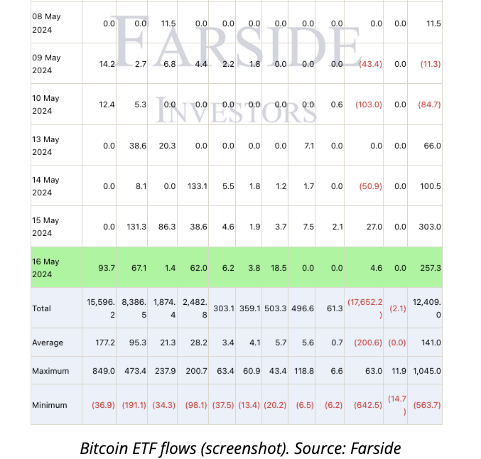 FARSIDE
INVESTORS
08 May 2024 0.0 0.0 11.5 0.0 0.0 0.0 0.0 0.0 0.0 0.0 0.0 11.5
09 May 2024 14.2 2.7 6.8 4.4 2.2 1.8 0.0 0.0 0.0 (43.4) 0.0 (11.3)
10 May 2024 12.4 5.3 0.0 0.0 0.0 0.0 0.0 0.0 0.6 (103.0) 0.0 (84.7)
13 May 2024 0.0 38.6 20.3 0.0 0.0 0.0 0.0 7.1 0.0 0.0 0.0 66.0
14 May 2024 0.0 8.1 0.0 133.1 5.5 1.8 1.2 1.7 0.0 (50.9) 0.0 100.5
15 May 2024 0.0 131.3 86.3 38.6 4.6 1.9 3.7 7.5 2.1 27.0 0.0 303.0
16 May 2024 93.7 67.1 1.4 62.0 6.2 3.8 18.5 0.0 0.0 4.6 0.0 257.3
Total 15,596.2 8,386.5 1,874.4 2,482.8 303.1 359.1 503.3 496.6 61.3 (17,652.2) (2.1) 12,409.0
Average 177.2 95.3 21.3 28.2 3.4 4.1 5.7 5.6 0.7 (200.6) (0.0) 141.0
Maximum 849.0 473.4 237.9 200.7 63.4 60.9 43.4 118.8 6.6 63.0 11.9 1,045.0
Minimum (36.9) (191.1) (34.3) (98.1) (37.5) (13.4) (20.2) (6.5) (6.2) (642.5) (14.7) (563.7)
Bitcoin ETF flows (screenshot). Source: Farside